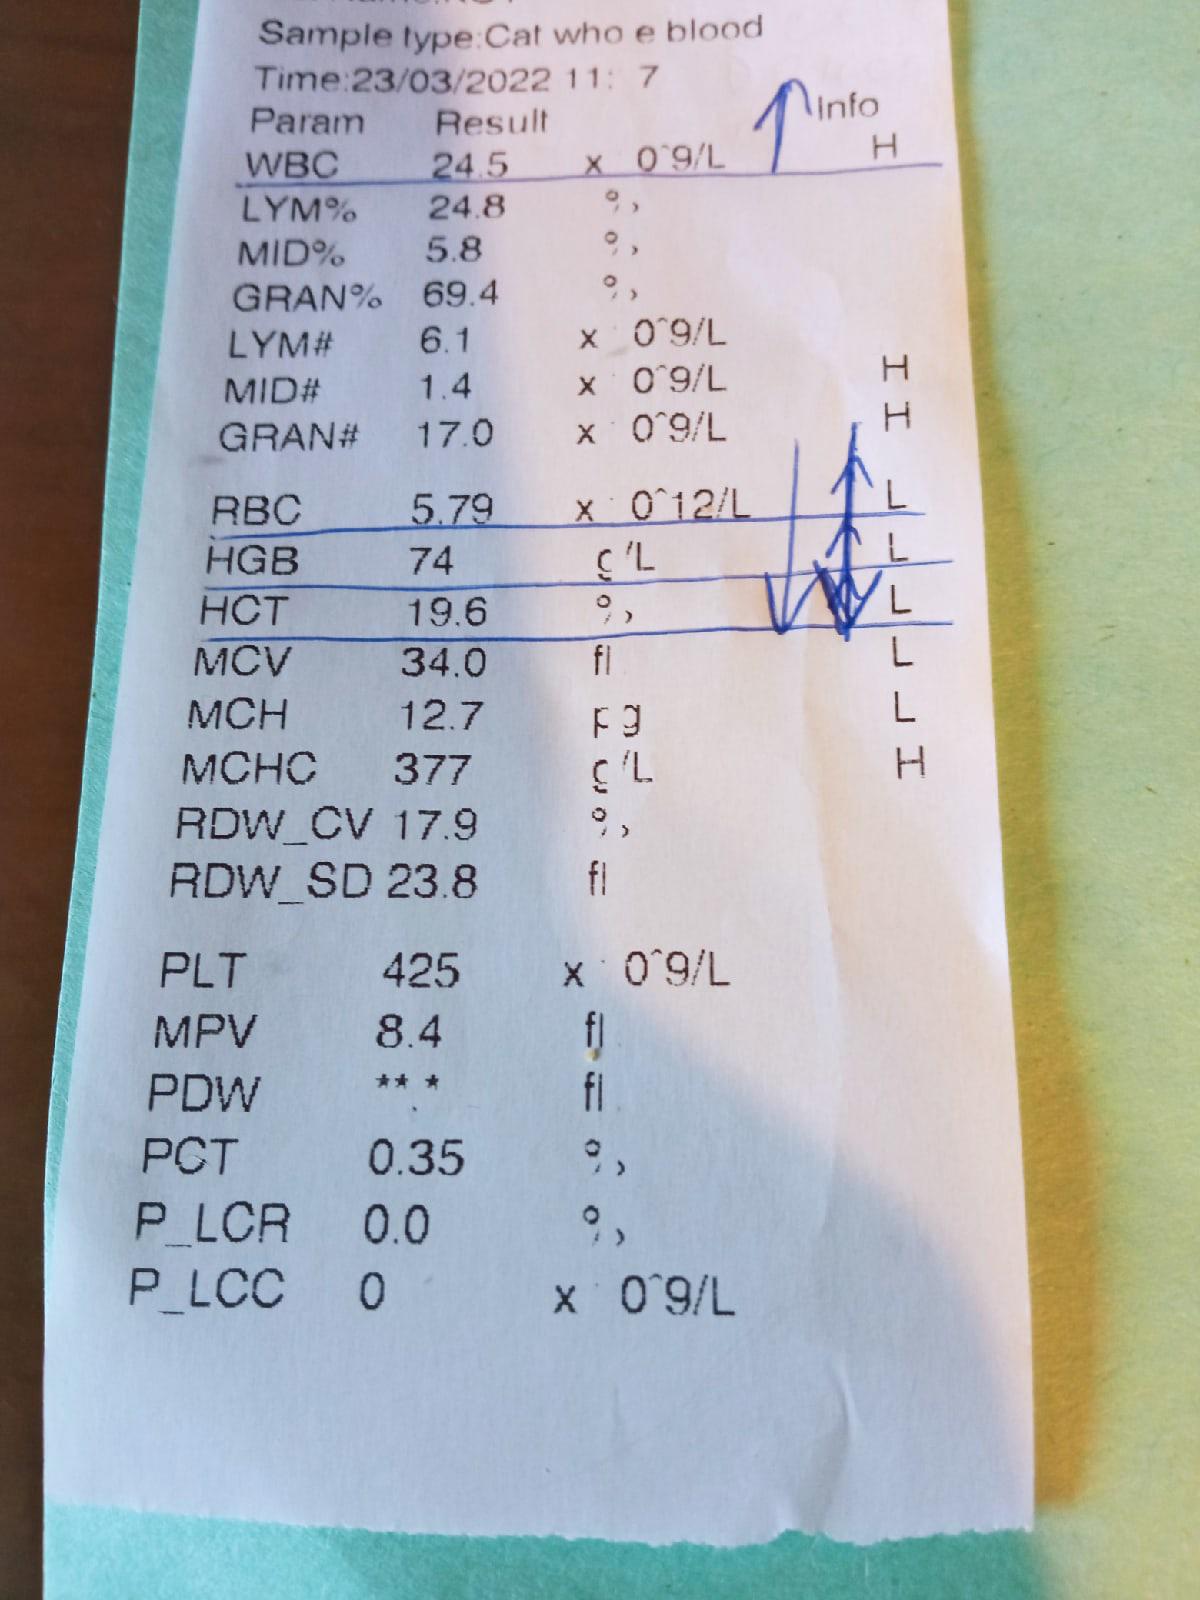 Sample type:Cat who e blood
Time:23/03/2022 11: 7
Param Result Info
WBC 24.5 x 0^9/L H
LYM% 24.8 %
MID% 5.8 %
GRAN% 69.4 %
LYM# 6.1 x 0^9/L
MID# 1.4 x 0^9/L H
GRAN# 17.0 x 0^9/L H
RBC 5.79 x 0^12/L L
HGB 74 g/L L
HCT 19.6 % L
MCV 34.0 fl L
MCH 12.7 pg L
MCHC 377 g/L H
RDW_CV 17.9 %
RDW_SD 23.8 fl
PLT 425 x 0^9/L
MPV 8.4 fl
PDW ** * fl
PCT 0.35 %
P_LCR 0.0 %
P_LCC 0 x 0^9/L